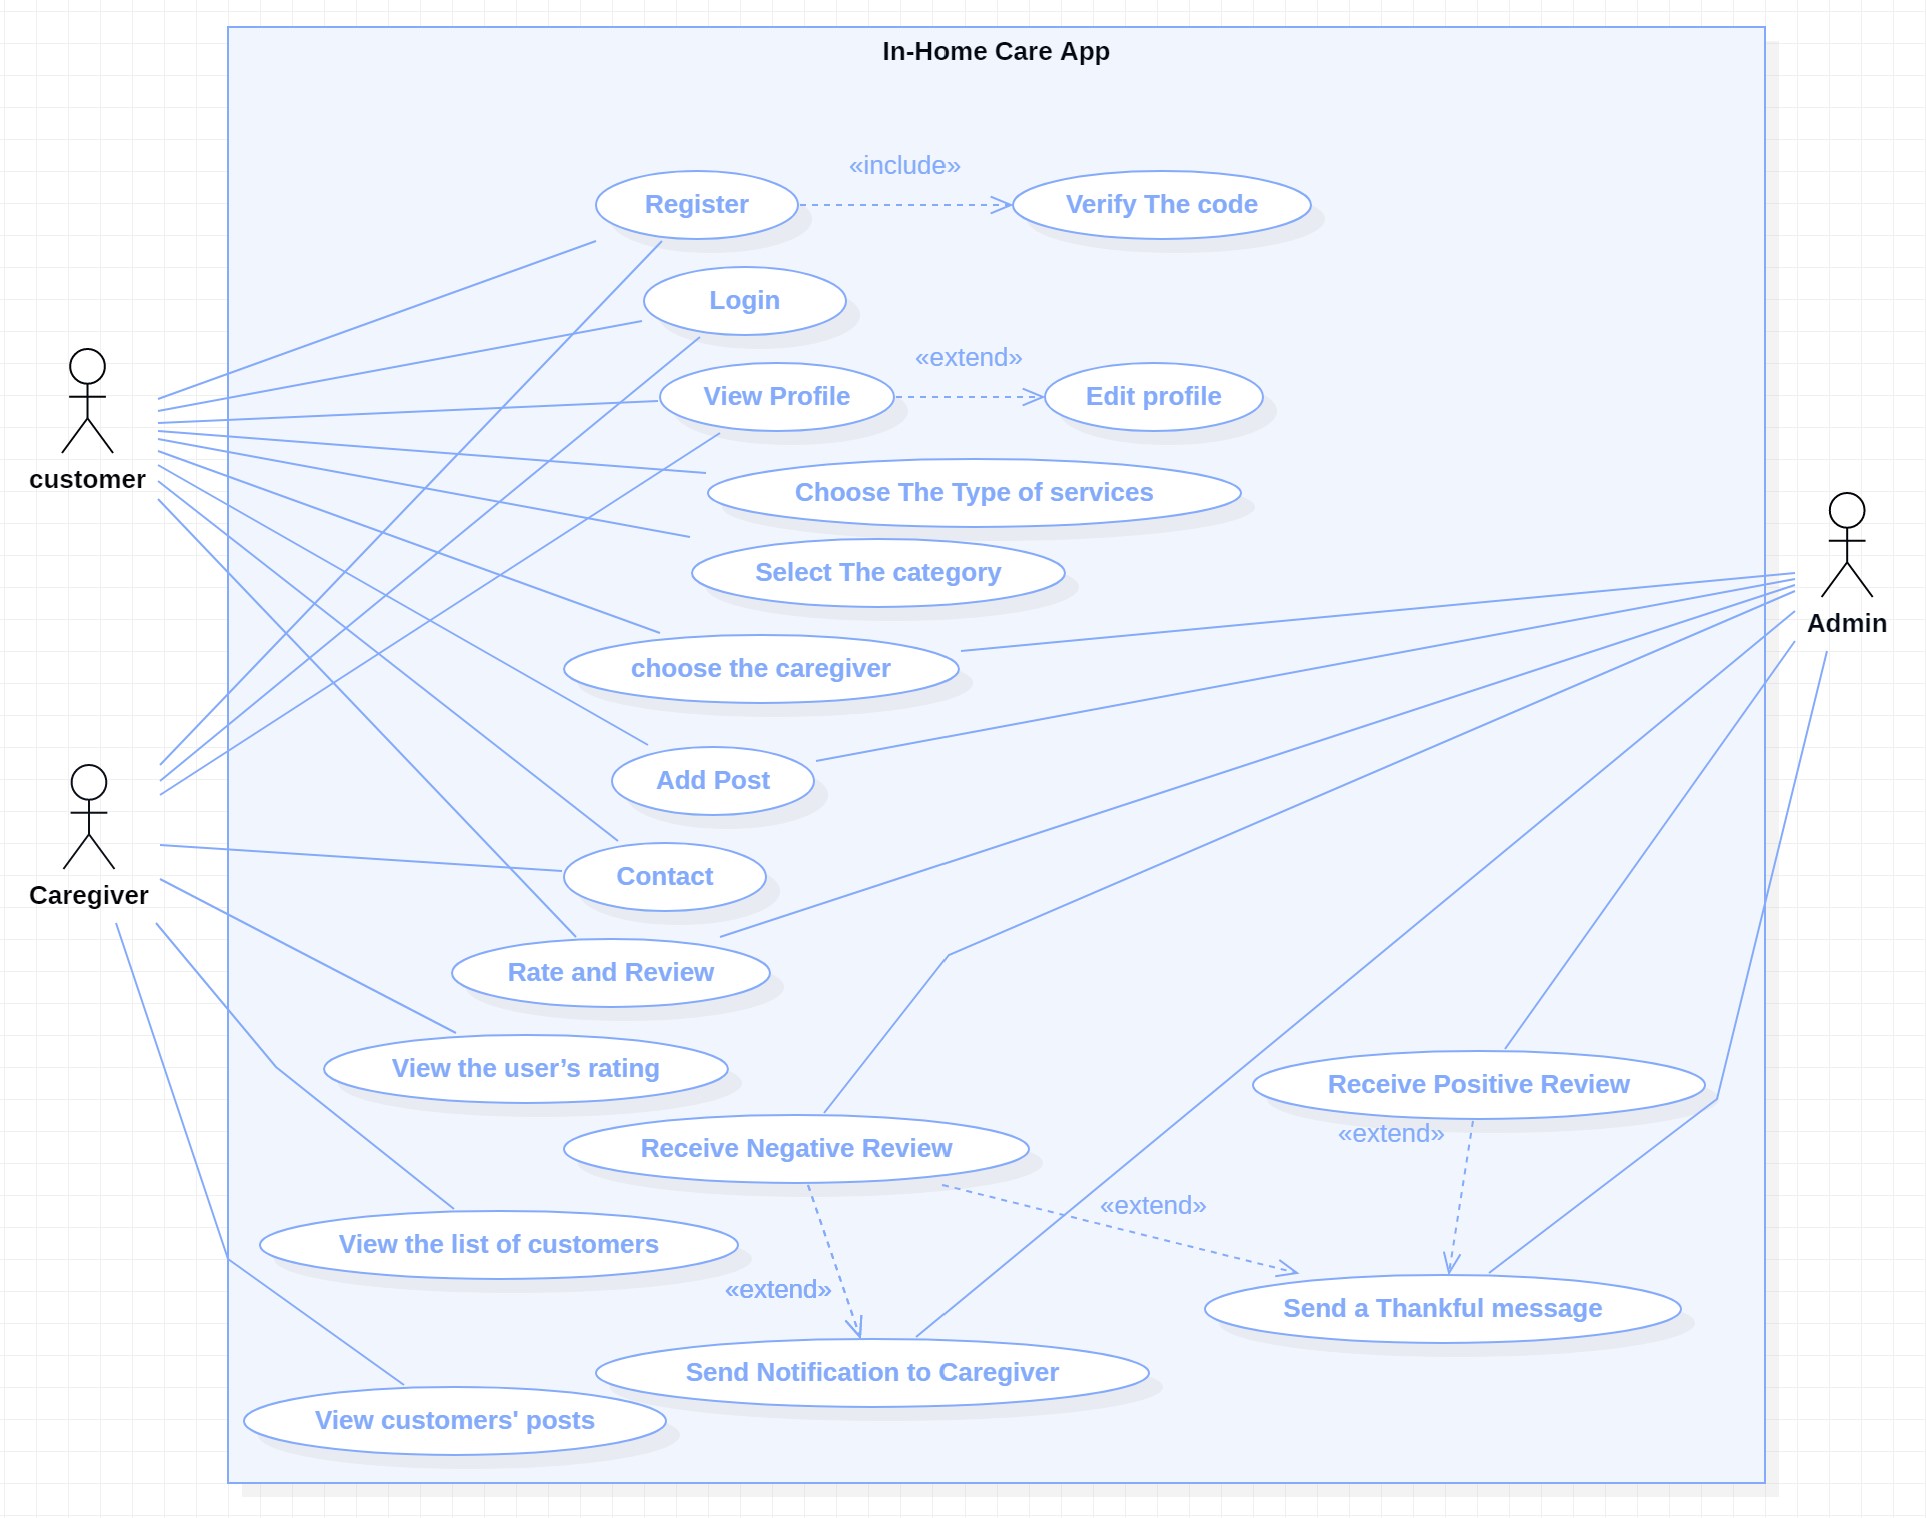 In-Home Care App
«include»
Register
Verify The code
Login
«extend»
View Profile
Edit profile
customer
Choose The Type of services
Select The category
Admin
choose the caregiver
Add Post
Contact
Caregiver
Rate and Review
View the user’s rating
Receive Positive Review
«extend»
Receive Negative Review
«extend»
View the list of customers
«extend»
Send a Thankful message
Send Notification to Caregiver
View customers' posts